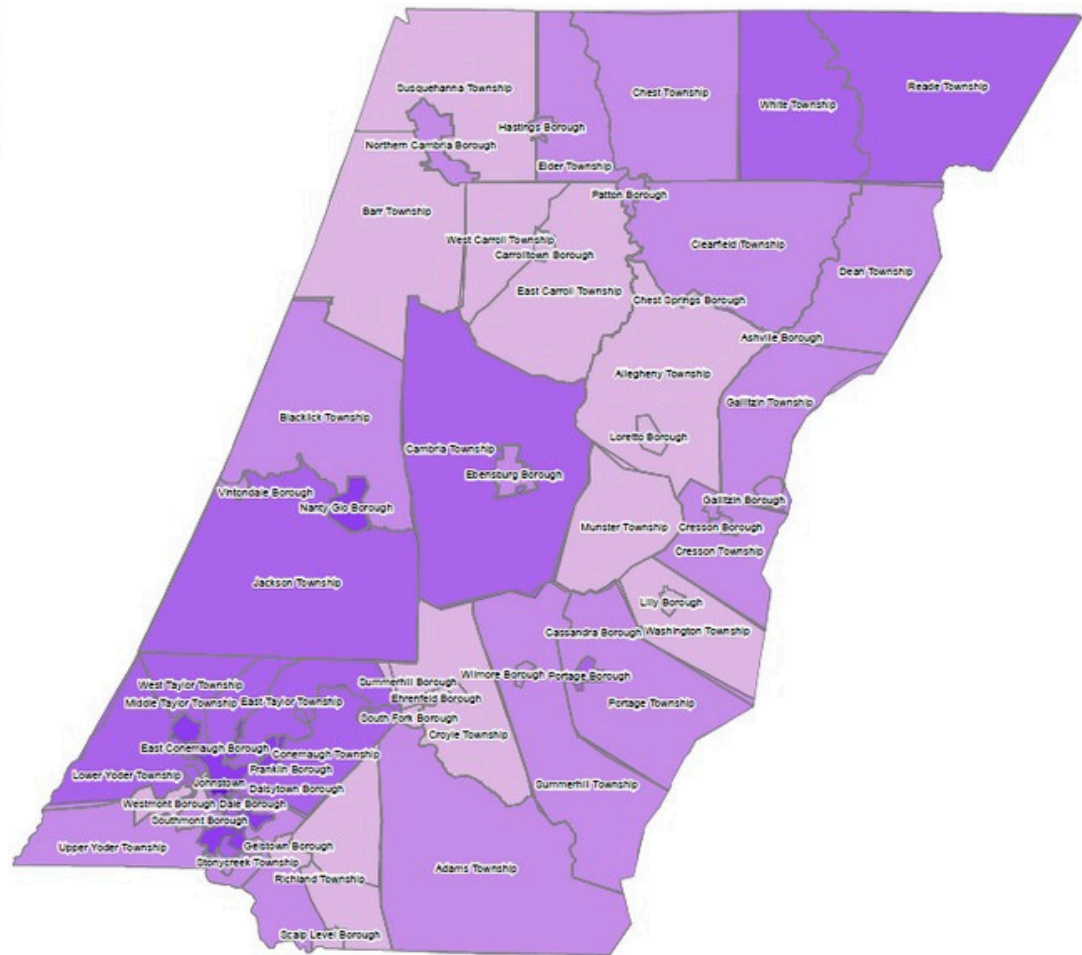 Susquehanna Township
Chest Township
Reade Township
White Township
Hastings Borough
Northern Cambria Borough
Elder Township
Patton Borough
Barr Township
West Carroll Township
Clearfield Township
Carrolltown Borough
Dean Township
East Carroll Township
Chest Springs Borough
Ashville Borough
Allegheny Township
Gallitzin Township
Blacklick Township
Loretto Borough
Cambria Township
Ebensburg Borough
Vintondale Borough
Gallitzin Borough
Nanty Glo Borough
Munster Township
Cresson Borough
Cresson Township
Jackson Township
Lilly Borough
Cassandra Borough
Washington Township
Wilmore Borough
Portage Borough
Summerhill Borough
West Taylor Township
Ehrenfeld Borough
Middle Taylor Township
East Taylor Township
Portage Township
South Fork Borough
Croyle Township
East Conemaugh Borough
Conemaugh Township
Franklin Borough
Lower Yoder Township
Johnstown
Daisytown Borough
Summerhill Township
Westmont Borough
Dale Borough
Southmont Borough
Upper Yoder Township
Geistown Borough
Stonycreek Township
Adams Township
Richland Township
Scalp Level Borough